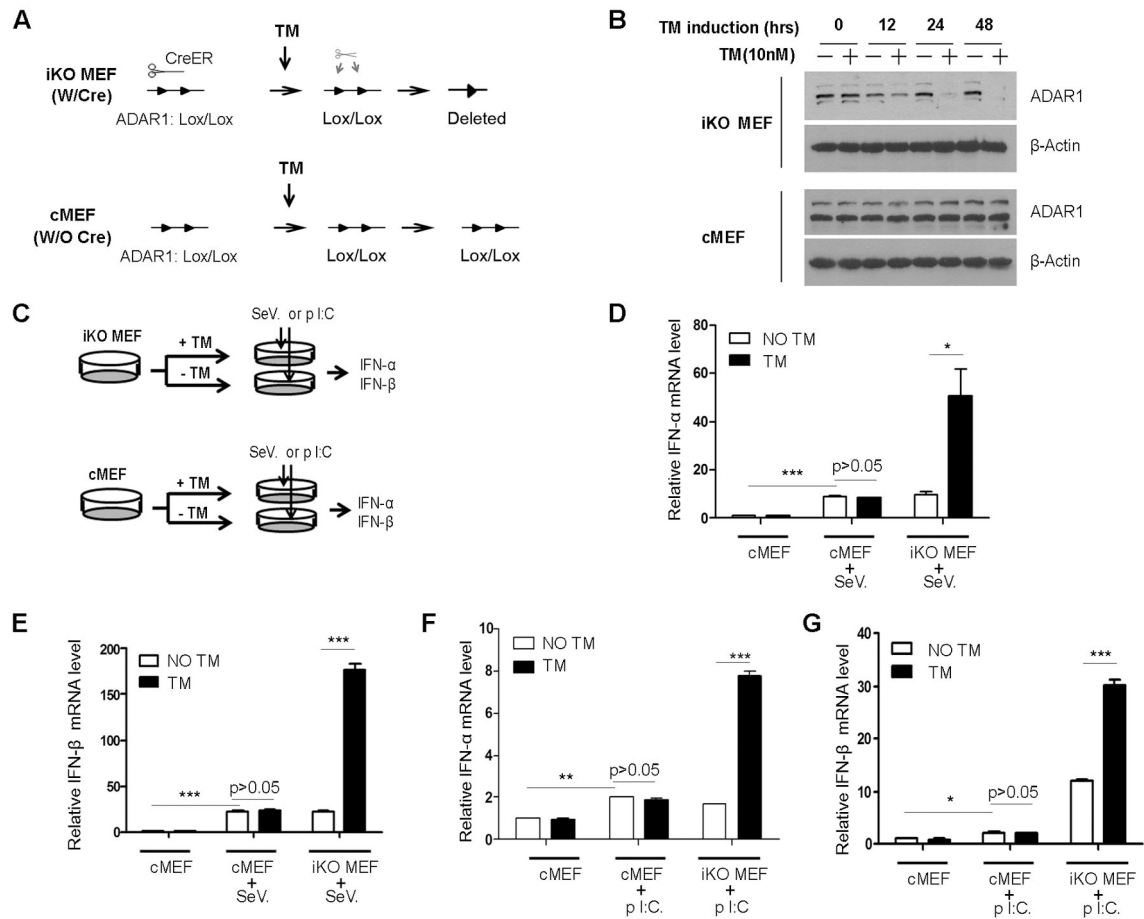 A
TM
CreER
iKO MEF
(W/Cre)
ADAR1: Lox/Lox
Lox/Lox
Deleted
TM
cMEF
(W/O Cre)
ADAR1: Lox/Lox
Lox/Lox
Lox/Lox
B
TM induction (hrs) 0 12 24 48
TM(10nM) − + − + − + − +
iKO MEF
ADAR1
β-Actin
cMEF
ADAR1
β-Actin
C
SeV. or p I:C
iKO MEF
+ TM
- TM
IFN-α
IFN-β
SeV. or p I:C
cMEF
+ TM
- TM
IFN-α
IFN-β
D
Relative IFN-α mRNA level
80
60
40
20
0
NO TM
TM
***
p>0.05
*
cMEF
cMEF
+
SeV.
iKO MEF
+
SeV.
E
Relative IFN-β mRNA level
200
150
100
50
0
NO TM
TM
***
p>0.05
***
cMEF
cMEF
+
SeV.
iKO MEF
+
SeV.
F
Relative IFN-α mRNA level
10
8
6
4
2
0
NO TM
TM
**
p>0.05
***
cMEF
cMEF
+
p I:C.
iKO MEF
+
p I:C
G
Relative IFN-β mRNA level
40
30
20
10
0
NO TM
TM
*
p>0.05
***
cMEF
cMEF
+
p I:C.
iKO MEF
+
p I:C.